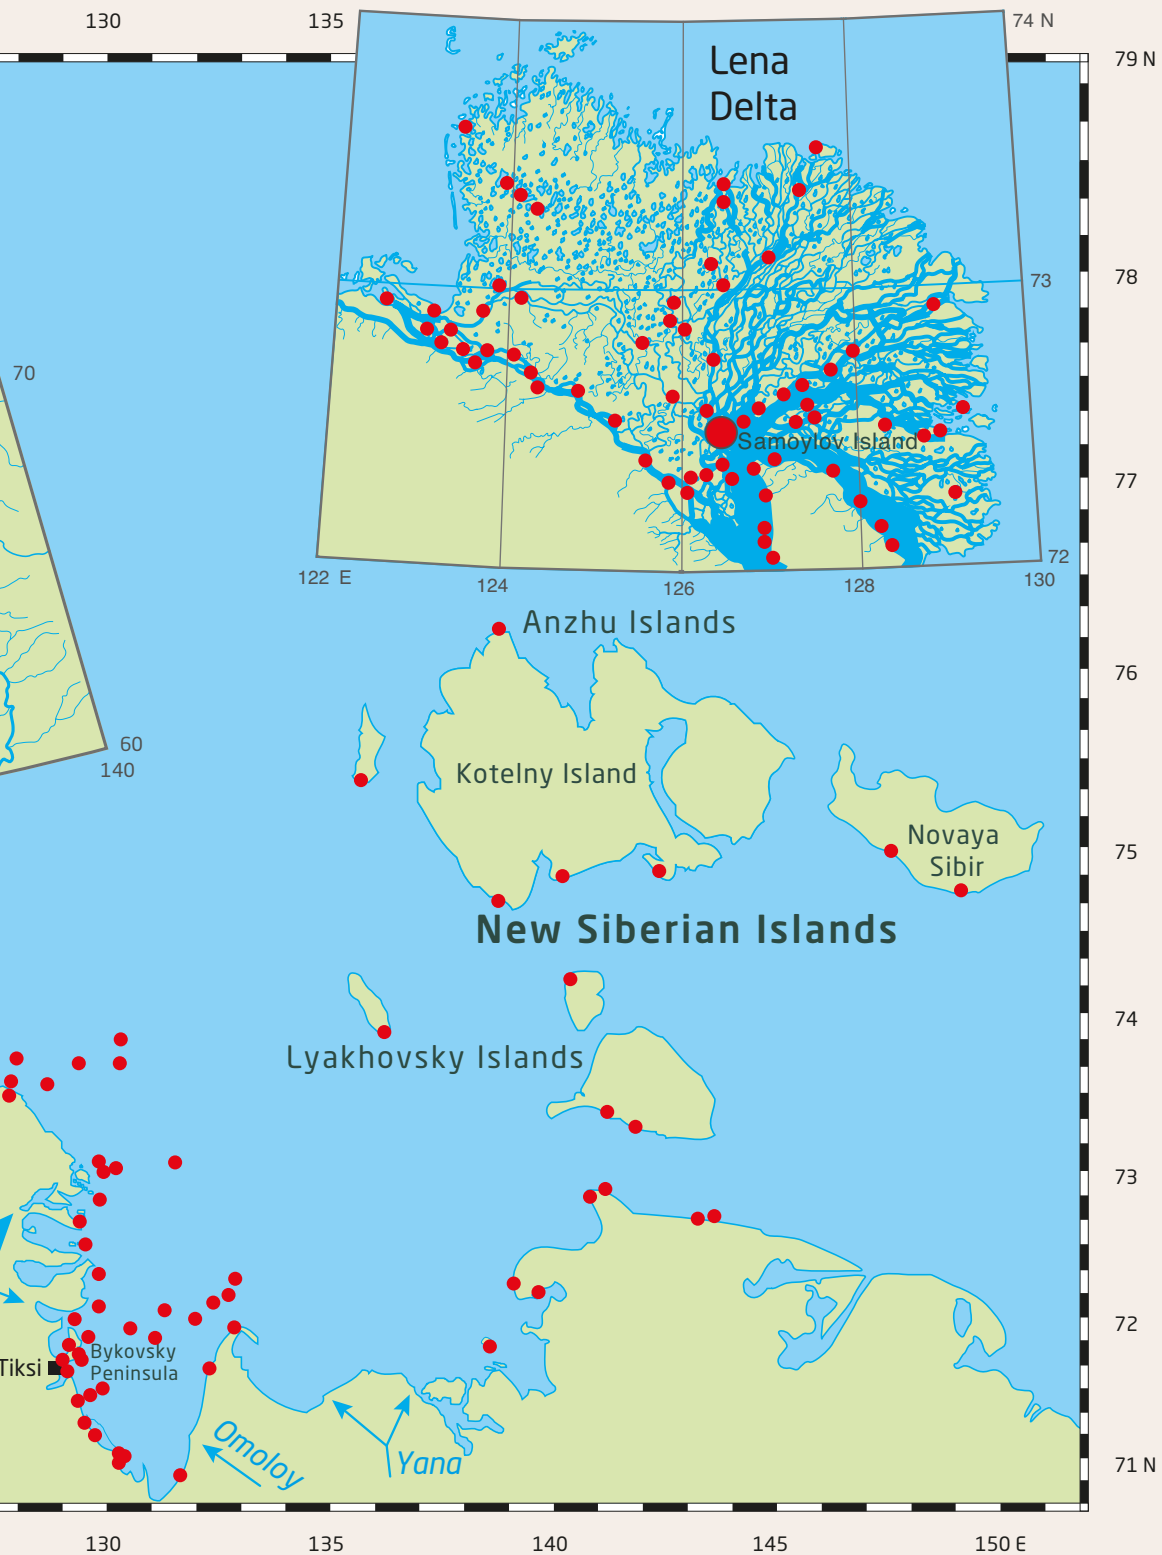 130
135
74 N
79 N
Lena
Delta
73
78
70
Samoylov Island
77
72
122 E
124
126
128
130
Anzhu Islands
76
60
140
Kotelny Island
Novaya
Sibir
75
New Siberian Islands
74
Lyakhovsky Islands
73
72
Bykovsky
Peninsula
Tiksi
Omoloy
Yana
71 N
130
135
140
145
150 E